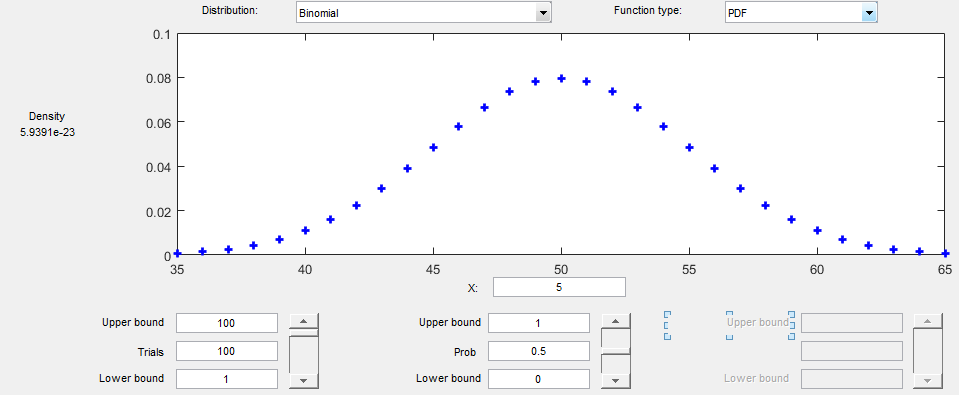 Distribution: Binomial Function type: PDF
0.1
0.08
Density
5.9391e-23
0.06
0.04
0.02
0
35 40 45 50 55 60 65
X: 5
Upper bound 100 Upper bound 1 Upper bound
Trials 100 Prob 0.5
Lower bound 1 Lower bound 0 Lower bound